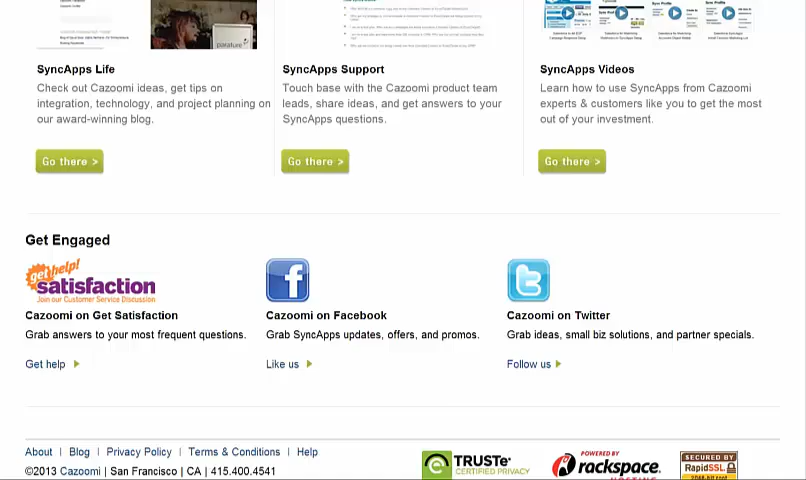 SyncApps Life
Check out Cazoomi ideas, get tips on
integration, technology, and project planning on
our award-winning blog.
Go there >
SyncApps Support
Touch base with the Cazoomi product team
leads, share ideas, and get answers to your
SyncApps questions.
Go there >
SyncApps Videos
Learn how to use SyncApps from Cazoomi
experts & customers like you to get the most
out of your investment.
Go there >
Get Engaged
get help!
satisfaction
Join our Customer Service Discussion
Cazoomi on Get Satisfaction
Grab answers to your most frequent questions.
Get help
Cazoomi on Facebook
Grab SyncApps updates, offers, and promos.
Like us
Cazoomi on Twitter
Grab ideas, small biz solutions, and partner specials.
Follow us
About | Blog | Privacy Policy | Terms & Conditions | Help
©2013 Cazoomi | San Francisco | CA | 415.400.4541
TRUSTe
CERTIFIED PRIVACY
POWERED BY
rackspace.
HOSTING
SECURED BY
RapidSSL